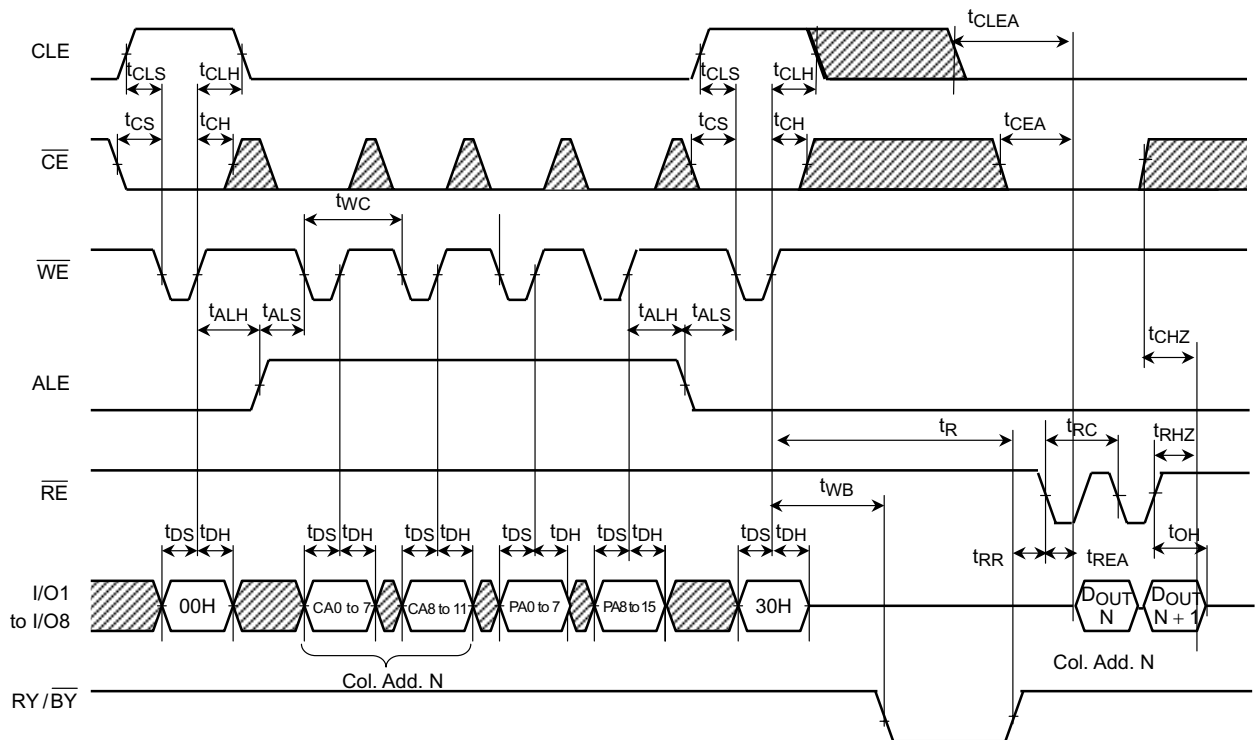 CLE
tCLEA
tCLS
tCLH
tCLS
tCLH
tCS
tCH
tCS
tCH
tCEA
CE
tWC
WE
tALH
tALS
tALH
tALS
tCHZ
ALE
tR
tRC
tRHZ
RE
tWB
tDS
tDH
tDS
tDH
tDS
tDH
tDS
tDH
tDS
tDH
tDS
tDH
tRR
tREA
tOH
I/O1
to I/O8
00H
CA0 to 7
CA8 to 11
PA0 to 7
PA8 to 15
30H
DOUT
N
DOUT
N + 1
Col. Add. N
Col. Add. N
RY / BY